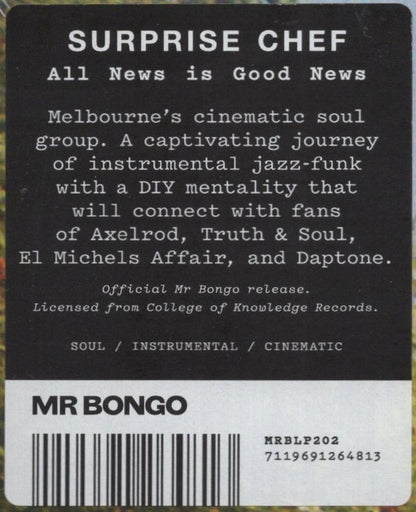 SURPRISE CHEF
All News is Good News
Melbourne's cinematic soul
group. A captivating journey
of instrumental jazz-funk
with a DIY mentality that
will connect with fans
of Axelrod, Truth & Soul,
El Michels Affair, and Daptone.
Official Mr Bongo release.
Licensed from College of Knowledge Records.
SOUL / INSTRUMENTAL / CINEMATIC
MR BONGO
MRBLP202
7119691264813